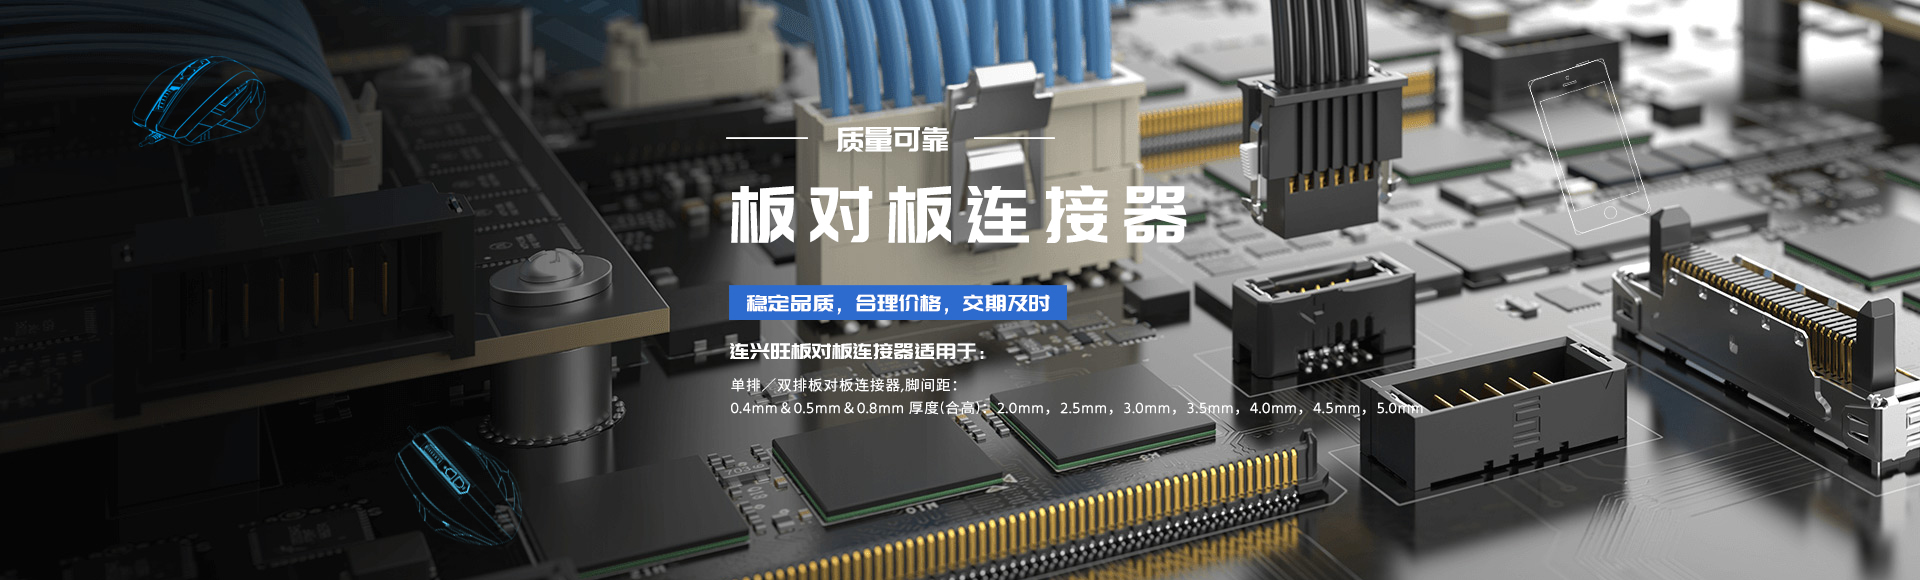 质量可靠
板对板连接器
稳定品质，合理价格，交期及时
连兴旺板对板连接器适用于：
单排／双排板对板连接器,脚间距：
0.4mm＆0.5mm＆0.8mm 厚度(合高)：2.0mm，2.5mm，3.0mm，3.5mm，4.0mm，4.5mm，5.0mm